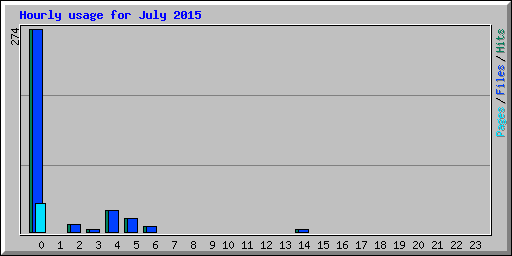 Hourly usage for July 2015
274
Pages/Files/Hits
0 1 2 3 4 5 6 7 8 9 10 11 12 13 14 15 16 17 18 19 20 21 22 23